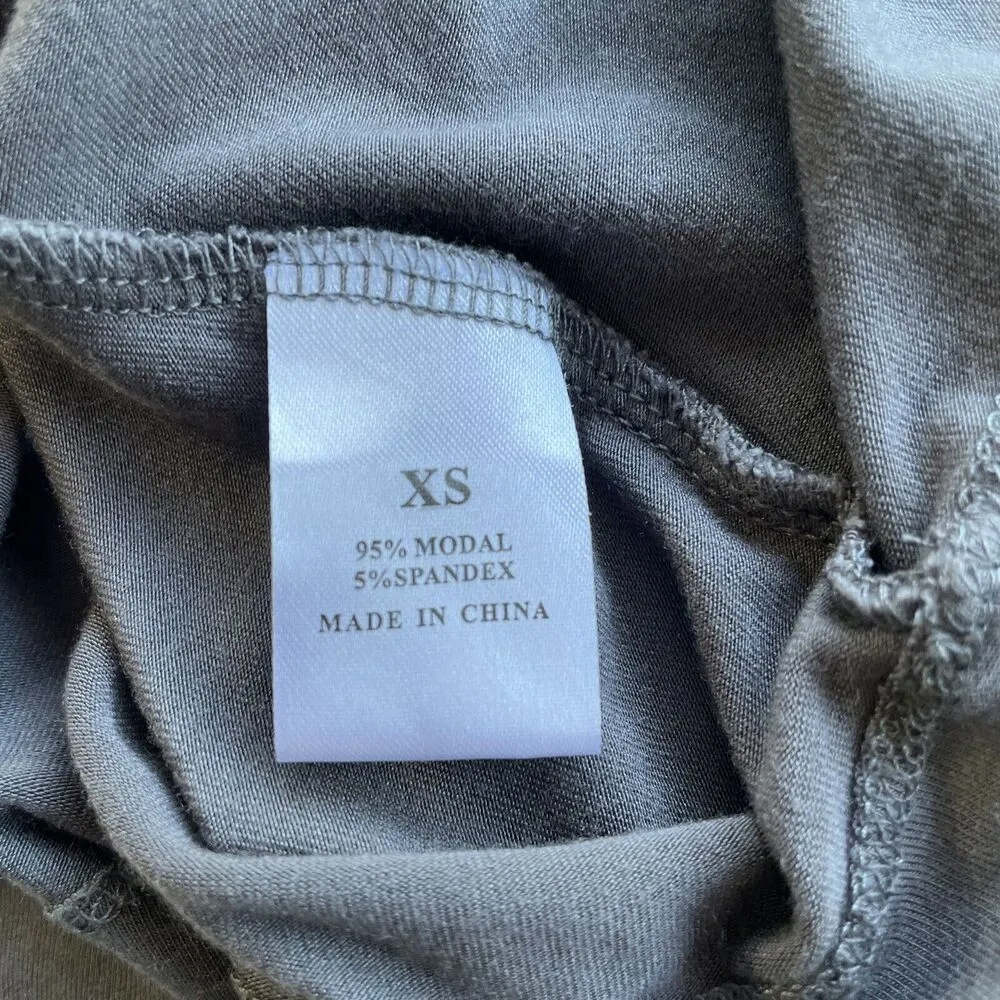 XS
95% MODAL
5%SPANDEX
MADE IN CHINA